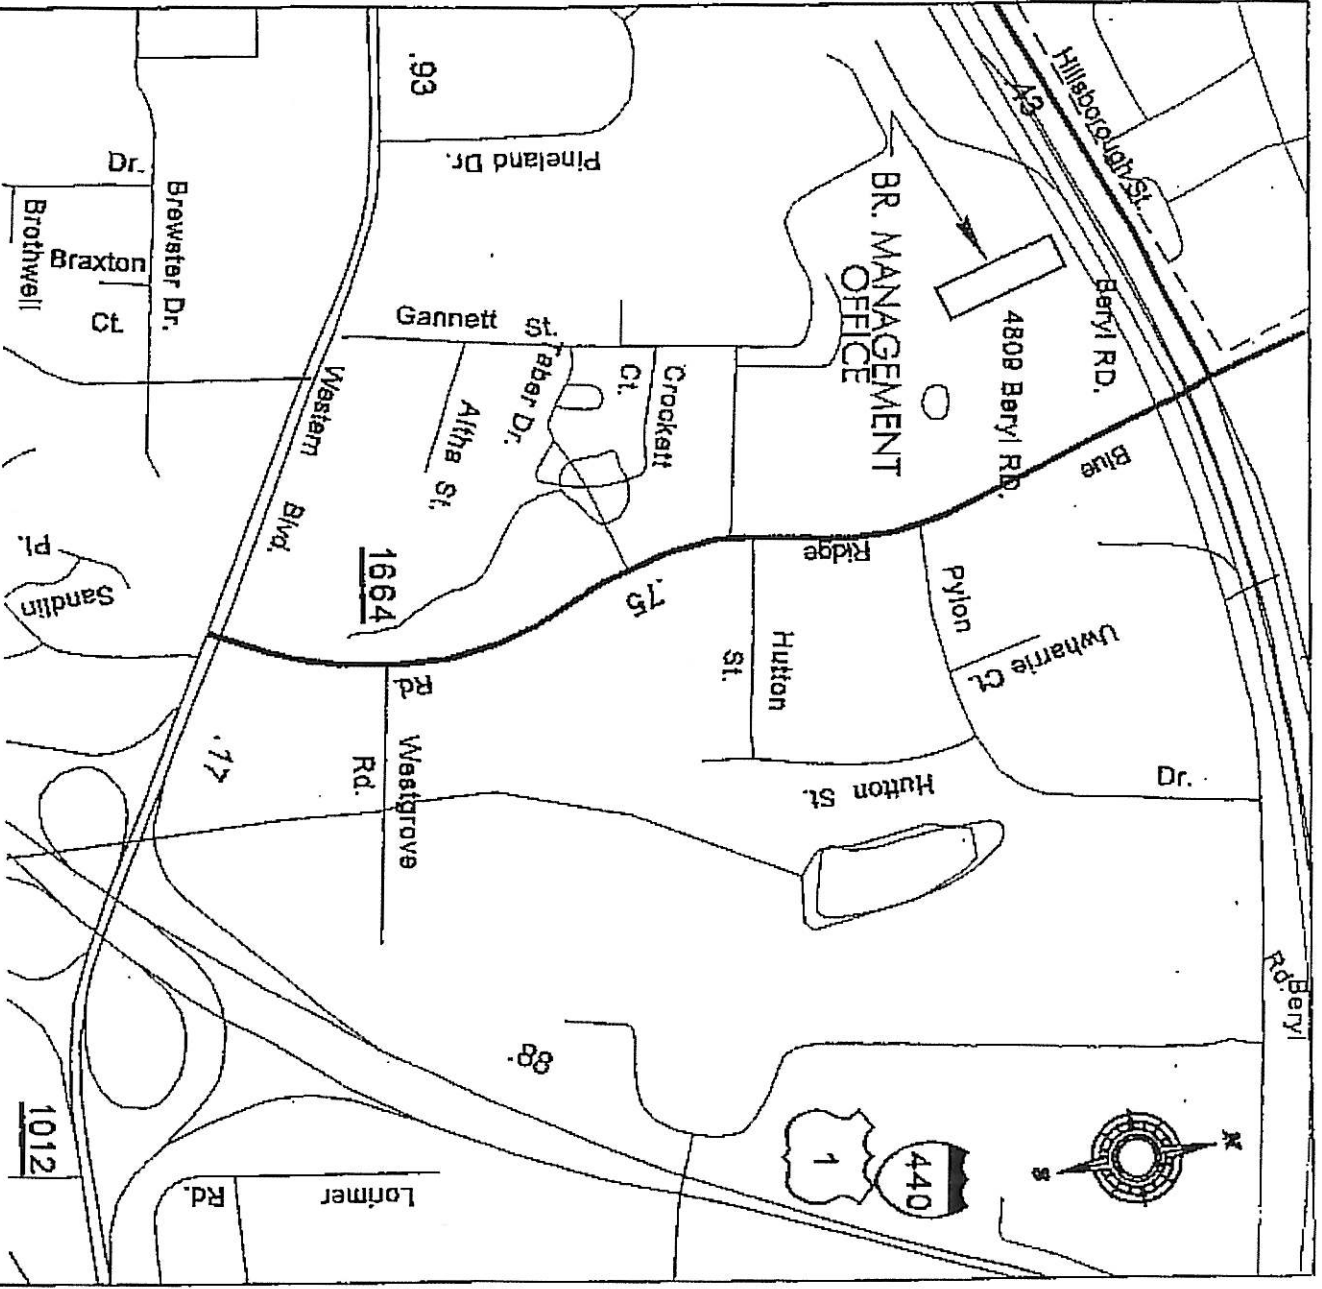 Hillsborough St.
.43
.93
Pineland Dr.
BR. MANAGEMENT
OFFICE
Beryl RD.
4809 Beryl RD.
Dr.
Brewster Dr.
Brothwell
Braxton
Ct.
Gannett St.
Taber Dr.
Crockett
Ct.
Altha St.
Western Blvd.
Blue
Ridge
Rd.
.75
1664
Pylon
Dr.
Uwharrie Ct.
Hutton
St.
Hutton St.
Sandlin
Pl.
.17
Westgrove
Rd.
Beryl
Rd.
.88
440
1
N
S
1012
Lorimer
Rd.